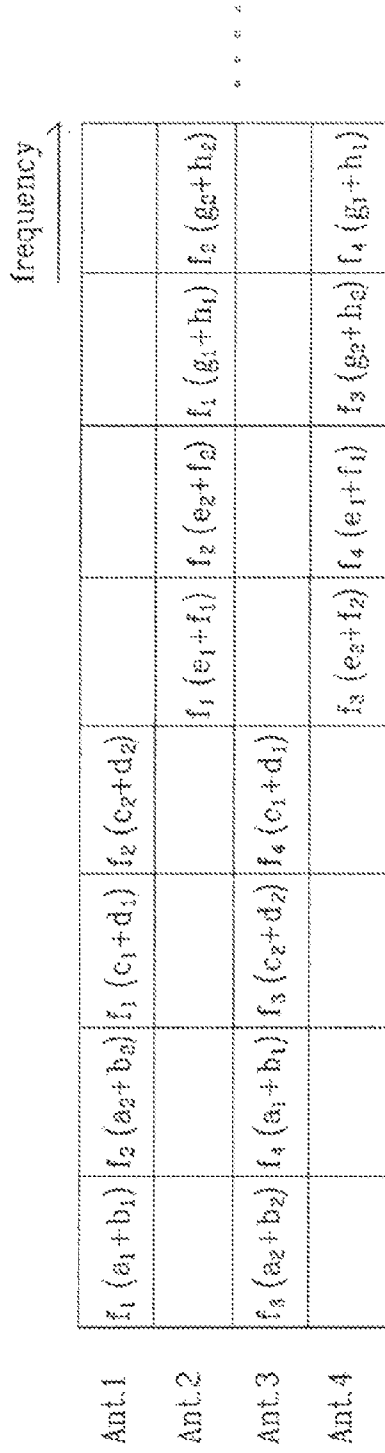 frequency
Ant.1 f₁ (a₁+b₁) f₂ (a₂+b₂) f₁ (c₁+d₁) f₂ (c₂+d₂)
Ant.2 f₁ (e₁+f₁) f₂ (e₂+f₂) f₁ (g₁+h₁) f₂ (g₂+h₂)
Ant.3 f₃ (a₂+b₂) f₄ (a₁+b₁) f₃ (c₂+d₂) f₄ (c₁+d₁)
Ant.4 f₃ (e₂+f₂) f₄ (e₁+f₁) f₃ (g₂+h₂) f₄ (g₁+h₁)